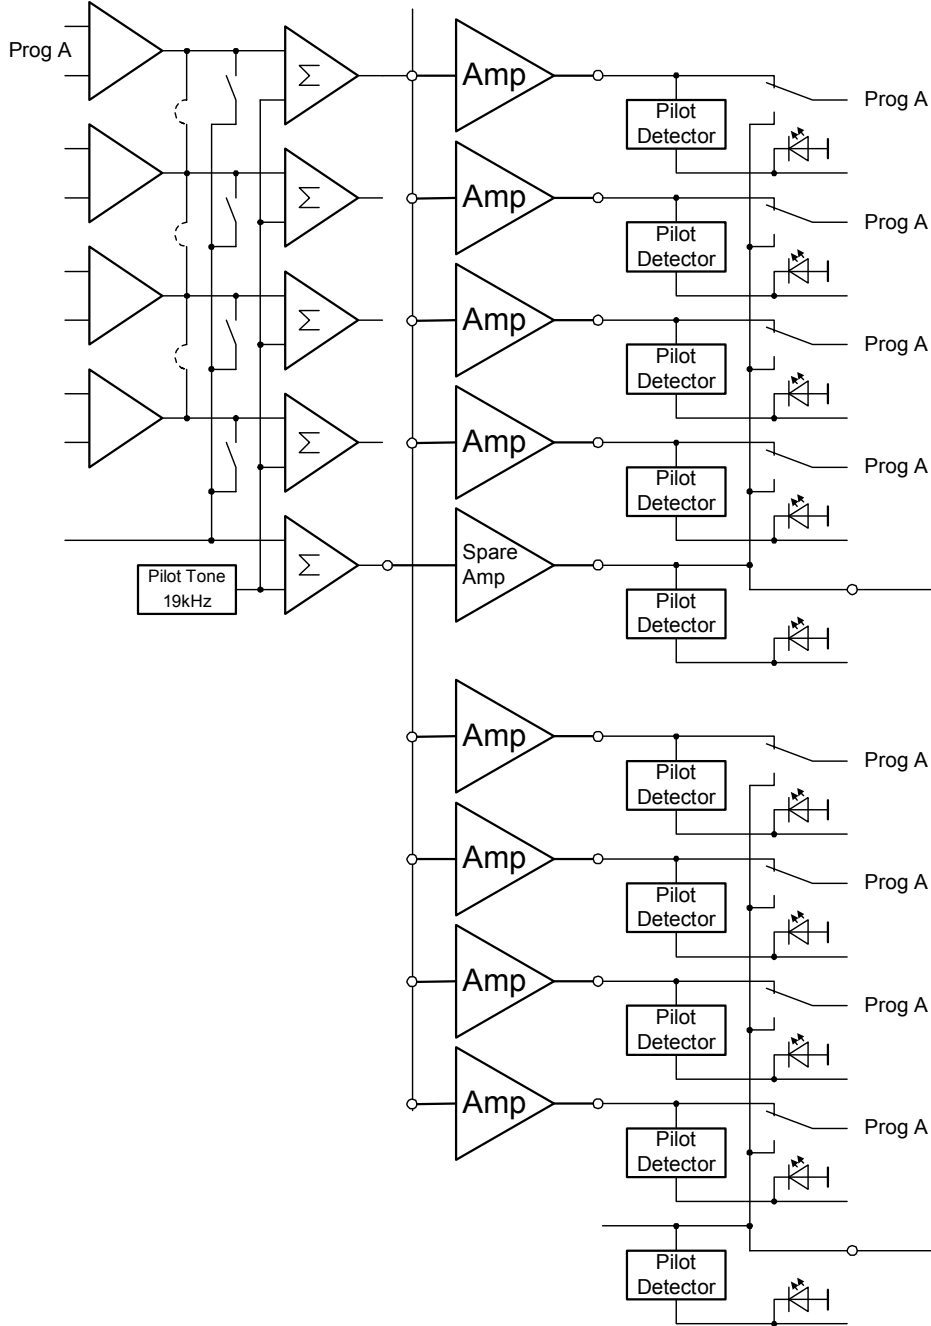 Prog A
Σ
Amp
Pilot
Detector
Prog A
Σ
Amp
Pilot
Detector
Prog A
Σ
Amp
Pilot
Detector
Prog A
Σ
Amp
Pilot
Detector
Prog A
Pilot Tone
19kHz
Σ
Spare
Amp
Pilot
Detector
Amp
Pilot
Detector
Prog A
Amp
Pilot
Detector
Prog A
Amp
Pilot
Detector
Prog A
Amp
Pilot
Detector
Prog A
Pilot
Detector